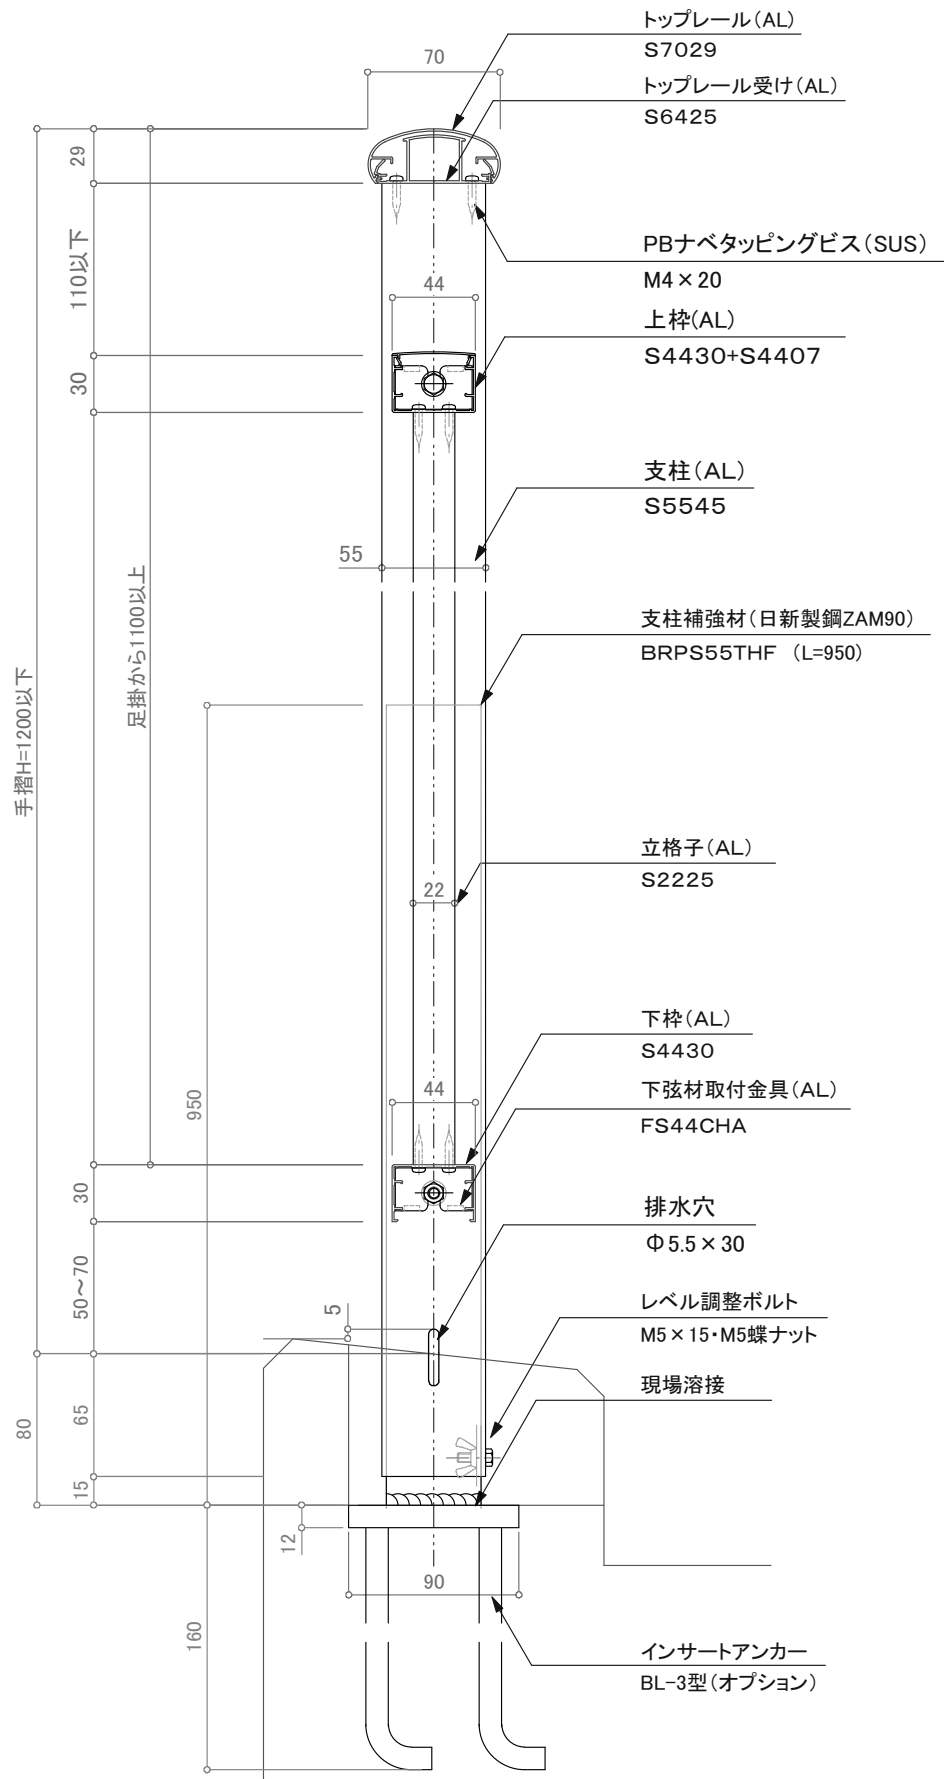 トップレール(AL)
S7029
70
トップレール受け(AL)
S6425
29
PBナベタッピングビス(SUS)
M4×20
110以下
44
上枠(AL)
S4430+S4407
30
支柱(AL)
S5545
55
足掛から1100以上
支柱補強材(日新製鋼ZAM90)
BRPS55THF (L=950)
手摺H=1200以下
立格子(AL)
S2225
22
下枠(AL)
S4430
44
950
下弦材取付金具(AL)
FS44CHA
30
排水穴
Φ5.5×30
50~70
5
レベル調整ボルト
M5×15・M5蝶ナット
現場溶接
65
80
15
12
90
160
インサートアンカー
BL-3型(オプション)